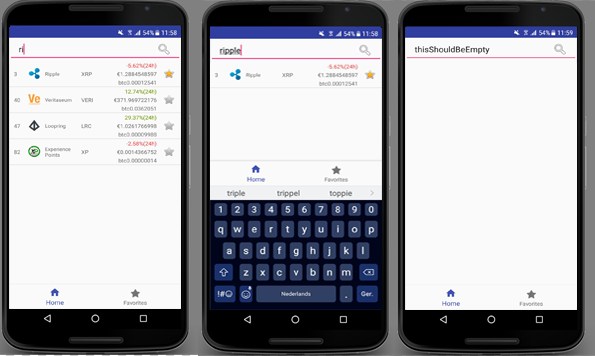 54% 11:58
ri
3 Ripple XRP -5.62%(24h)
€1.2884548597
btc0.00012541
40 Veritaseum VERI 12.74%(24h)
€371.969722176
btc0.0362051
47 Loopring LRC 29.37%(24h)
€1.0261766998
btc0.00009988
82 Experience Points XP -2.58%(24h)
€0.0014366752
btc0.00000014
Home Favorites
54% 11:58
ripple
3 Ripple XRP -5.62%(24h)
€1.2884548597
btc0.00012541
Home Favorites
triple trippel toppie
1 2 3 4 5 6 7 8 9 0
q w e r t y u i o p
a s d f g h j k l
z x c v b n m
!#☺ Nederlands . Ger.
54% 11:59
thisShouldBeEmpty
Home Favorites